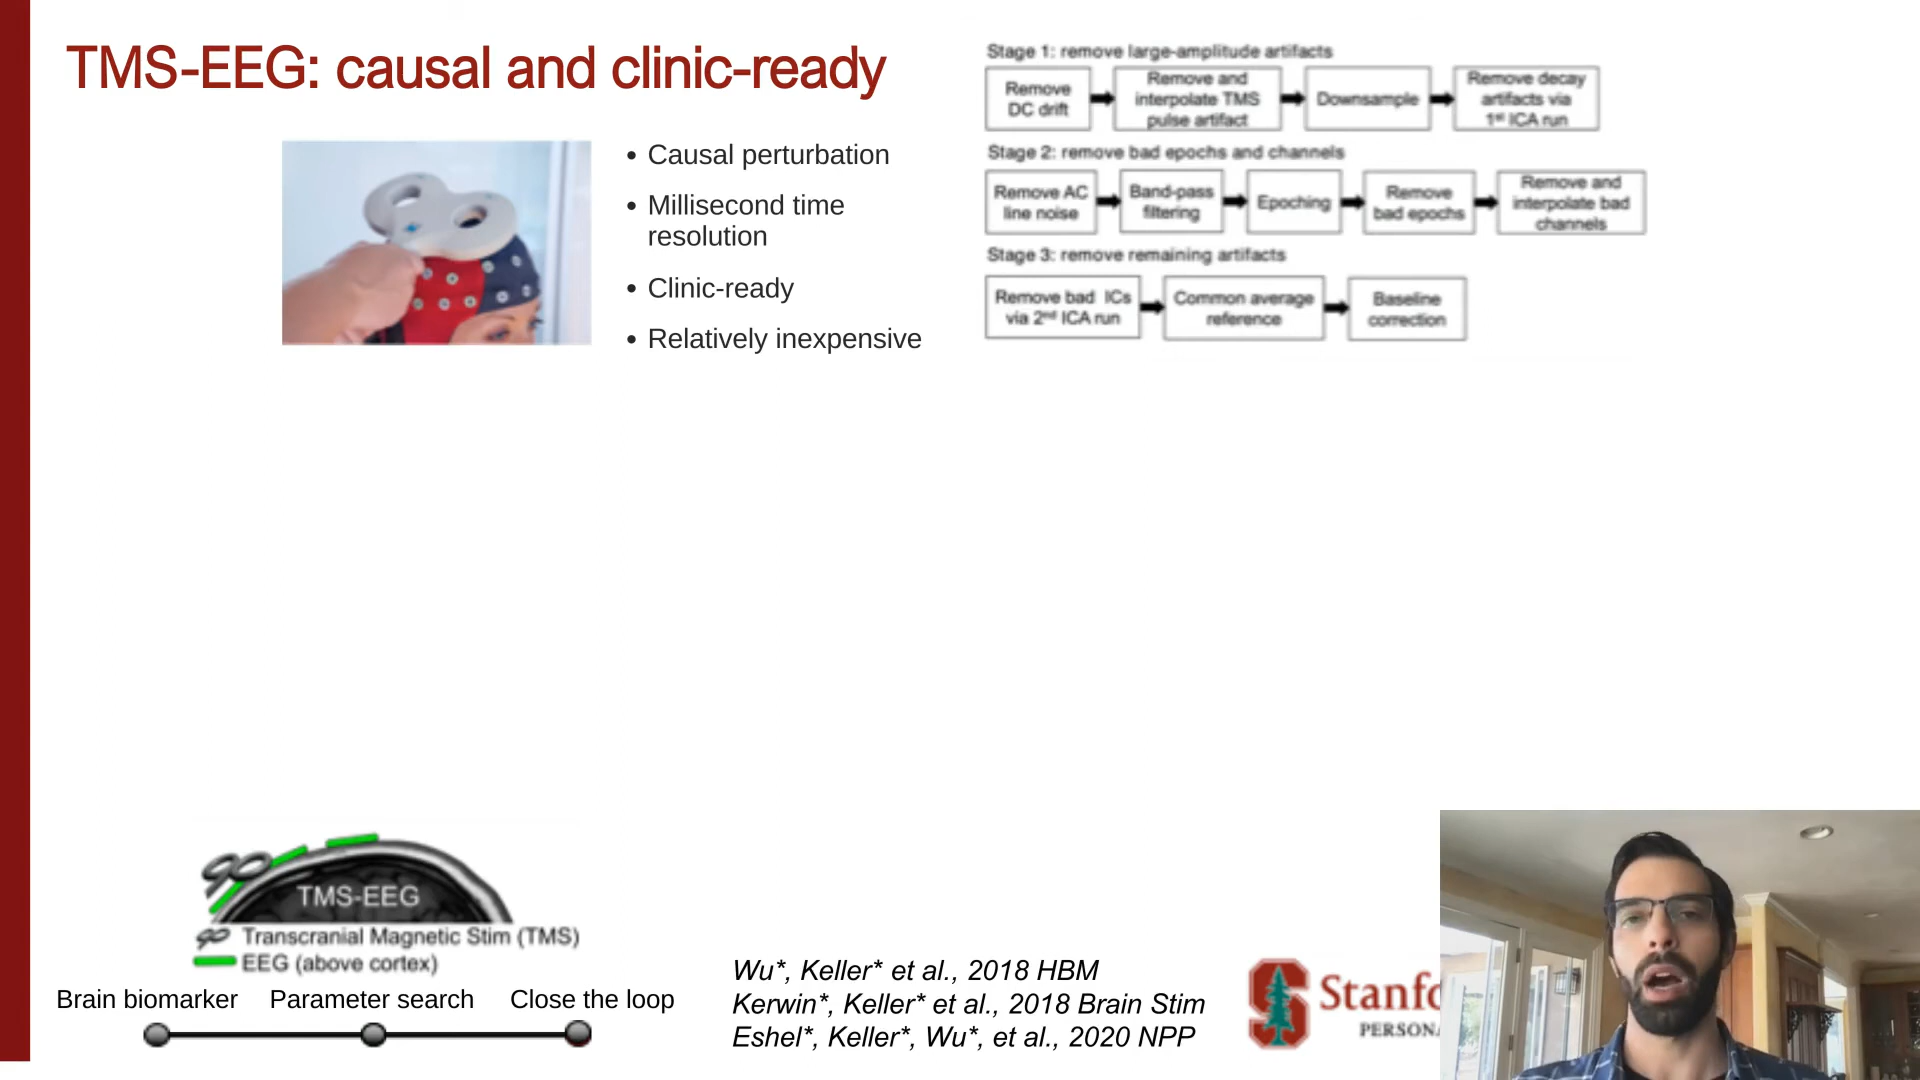 TMS-EEG: causal and clinic-ready
• Causal perturbation
• Millisecond time
resolution
• Clinic-ready
• Relatively inexpensive
Stage 1: remove large-amplitude artifacts
Remove
DC drift
Remove and
interpolate TMS
pulse artifact
Downsample
Remove decay
artifacts via
1st ICA run
Stage 2: remove bad epochs and channels
Remove AC
line noise
Band-pass
filtering
Epoching
Remove
bad epochs
Remove and
interpolate bad
channels
Stage 3: remove remaining artifacts
Remove bad ICs
via 2nd ICA run
Common average
reference
Baseline
correction
TMS-EEG
Transcranial Magnetic Stim (TMS)
EEG (above cortex)
Brain biomarker
Parameter search
Close the loop
Wu*, Keller* et al., 2018 HBM
Kerwin*, Keller* et al., 2018 Brain Stim
Eshel*, Keller*, Wu*, et al., 2020 NPP
S
Stanfo
PERSONA